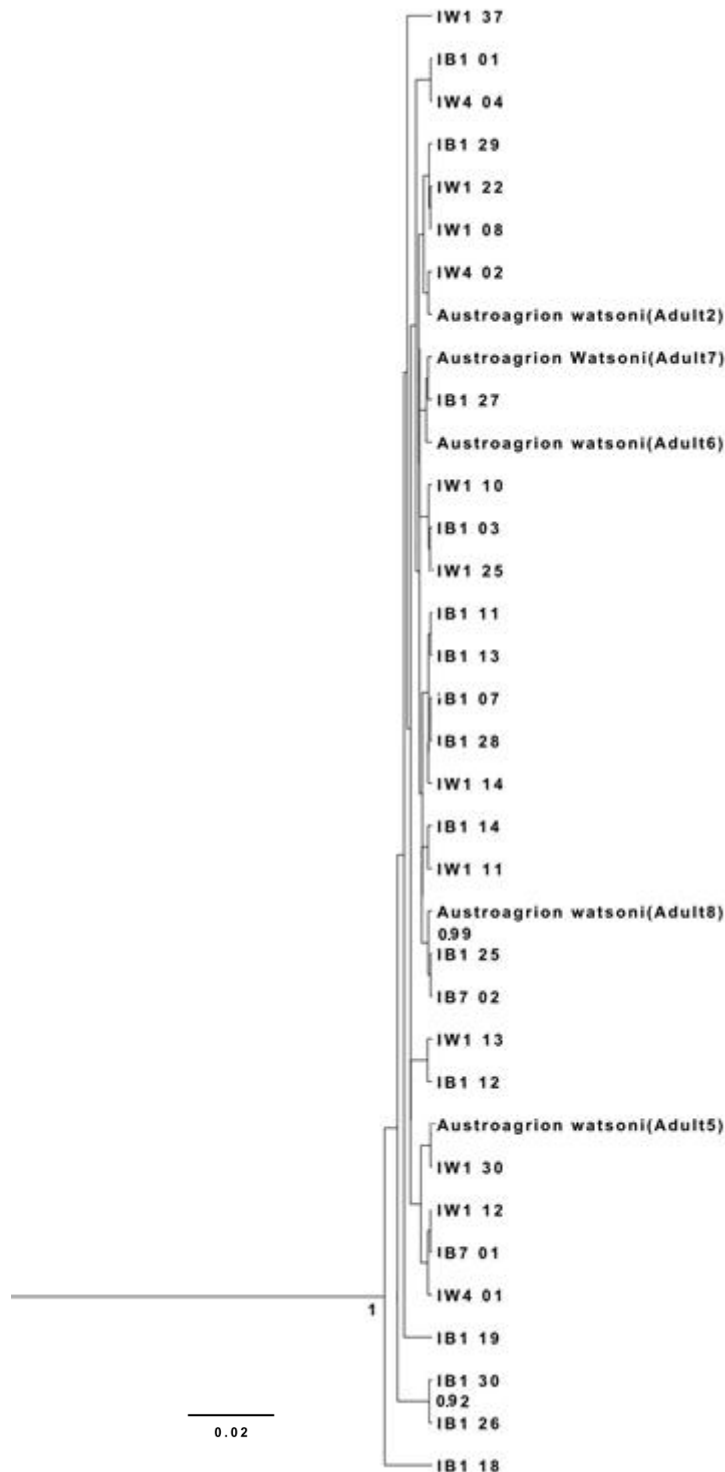 IW1 37
IB1 01
IW4 04
IB1 29
IW1 22
IW1 08
IW4 02
Austroagrion watsoni(Adult2)
Austroagrion Watsoni(Adult7)
IB1 27
Austroagrion watsoni(Adult6)
IW1 10
IB1 03
IW1 25
IB1 11
IB1 13
IB1 07
IB1 28
IW1 14
IB1 14
IW1 11
Austroagrion watsoni(Adult8)
0.99
IB1 25
IB7 02
IW1 13
IB1 12
Austroagrion watsoni(Adult5)
IW1 30
IW1 12
IB7 01
IW4 01
1
IB1 19
IB1 30
0.92
IB1 26
0.02
IB1 18